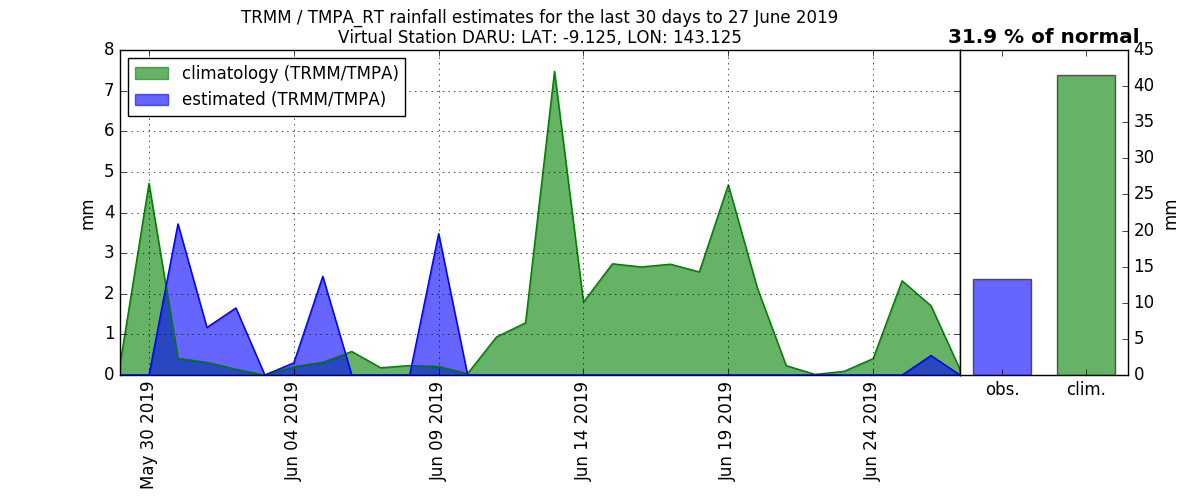 TRMM / TMPA_RT rainfall estimates for the last 30 days to 27 June 2019
Virtual Station DARU: LAT: -9.125, LON: 143.125
31.9 % of normal
climatology (TRMM/TMPA)
estimated (TRMM/TMPA)
mm
8
7
6
5
4
3
2
1
0
May 30 2019
Jun 04 2019
Jun 09 2019
Jun 14 2019
Jun 19 2019
Jun 24 2019
obs.
clim.
45
40
35
30
25
20
15
10
5
0
mm